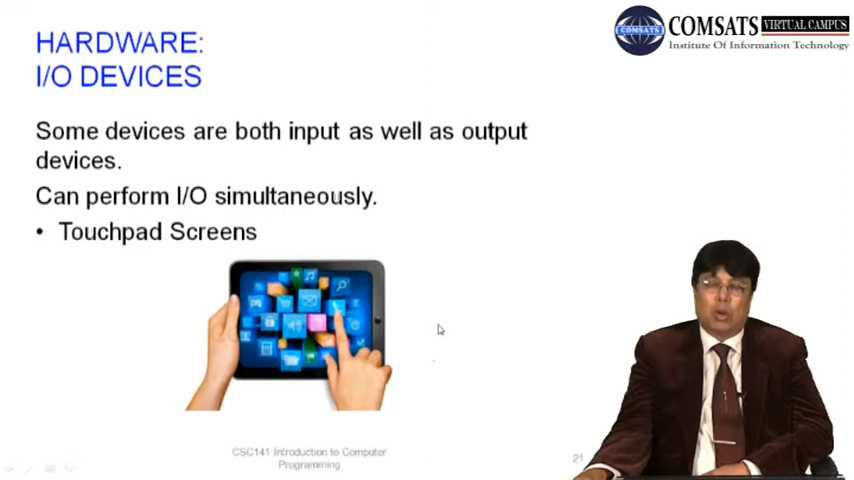 HARDWARE:
I/O DEVICES
COMSATS
COMSATS
VIRTUAL CAMPUS
Institute Of Information Technology
Some devices are both input as well as output
devices.
Can perform I/O simultaneously.
• Touchpad Screens
CSC141 Introduction to Computer
Programming
21